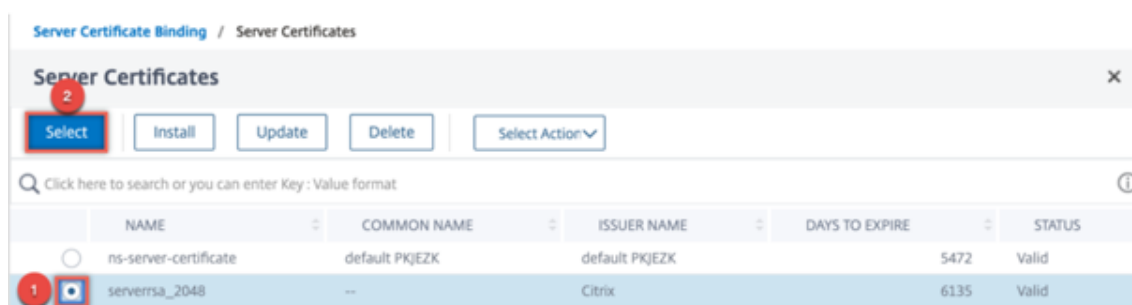 Server Certificate Binding / Server Certificates
Server Certificates ×
2
Select Install Update Delete Select Action
Click here to search or you can enter Key : Value format
NAME COMMON NAME ISSUER NAME DAYS TO EXPIRE STATUS
ns-server-certificate default PKJEZK default PKJEZK 5472 Valid
1 serverrsa_2048 -- Citrix 6135 Valid